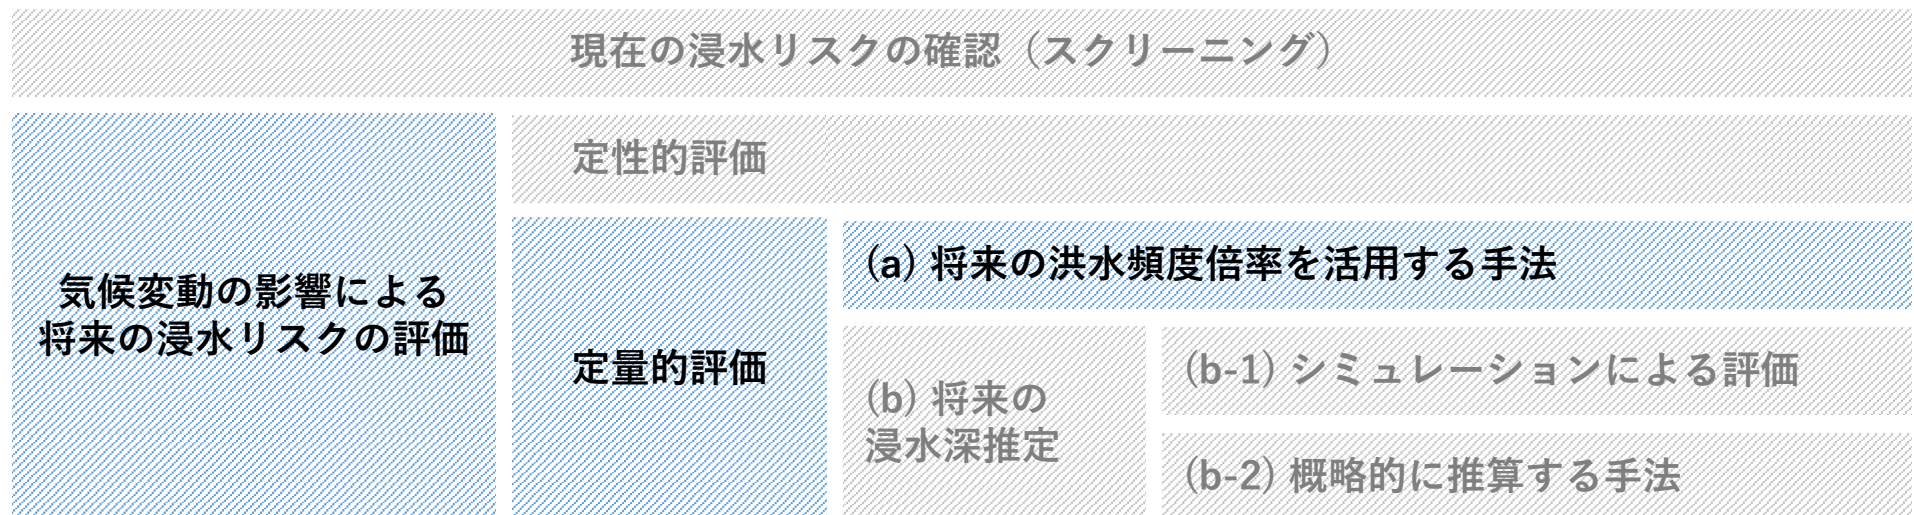 現在の浸水リスクの確認（スクリーニング）
定性的評価
気候変動の影響による
将来の浸水リスクの評価
定量的評価
(a) 将来の洪水頻度倍率を活用する手法
(b) 将来の
浸水深推定
(b-1) シミュレーションによる評価
(b-2) 概略的に推算する手法